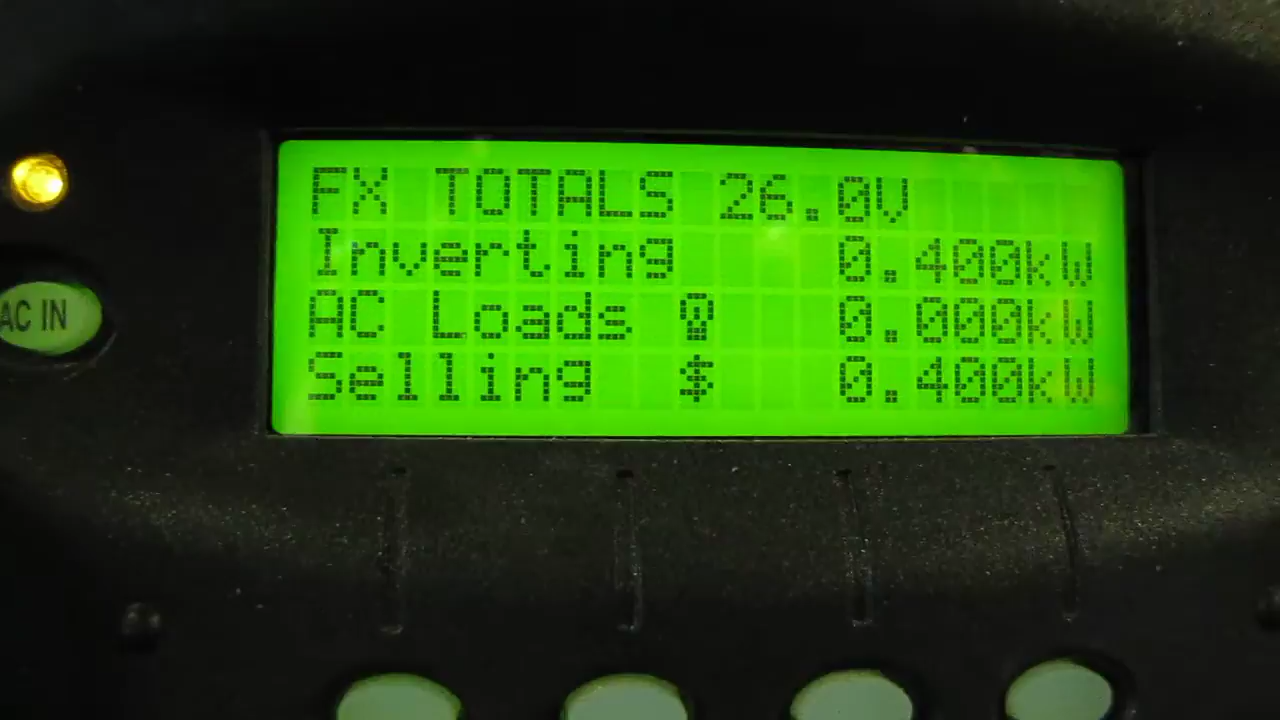 FX TOTALS 26.0V
Inverting 0.400kW
AC Loads 0.000kW
Selling $ 0.400kW
AC IN